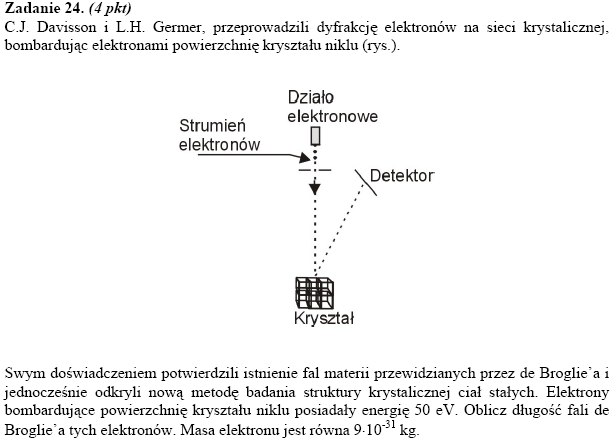 Zadanie 24. (4 pkt)
C.J. Davisson i L.H. Germer, przeprowadzili dyfrakcję elektronów na sieci krystalicznej,
bombardując elektronami powierzchnię kryształu niklu (rys.).
Działo
elektronowe
Strumień
elektronów
Detektor
Kryształ
Swym doświadczeniem potwierdzili istnienie fal materii przewidzianych przez de Broglie’a i
jednocześnie odkryli nową metodę badania struktury krystalicznej ciał stałych. Elektrony
bombardujące powierzchnię kryształu niklu posiadały energię 50 eV. Oblicz długość fali de
Broglie’a tych elektronów. Masa elektronu jest równa 9·10⁻³¹ kg.